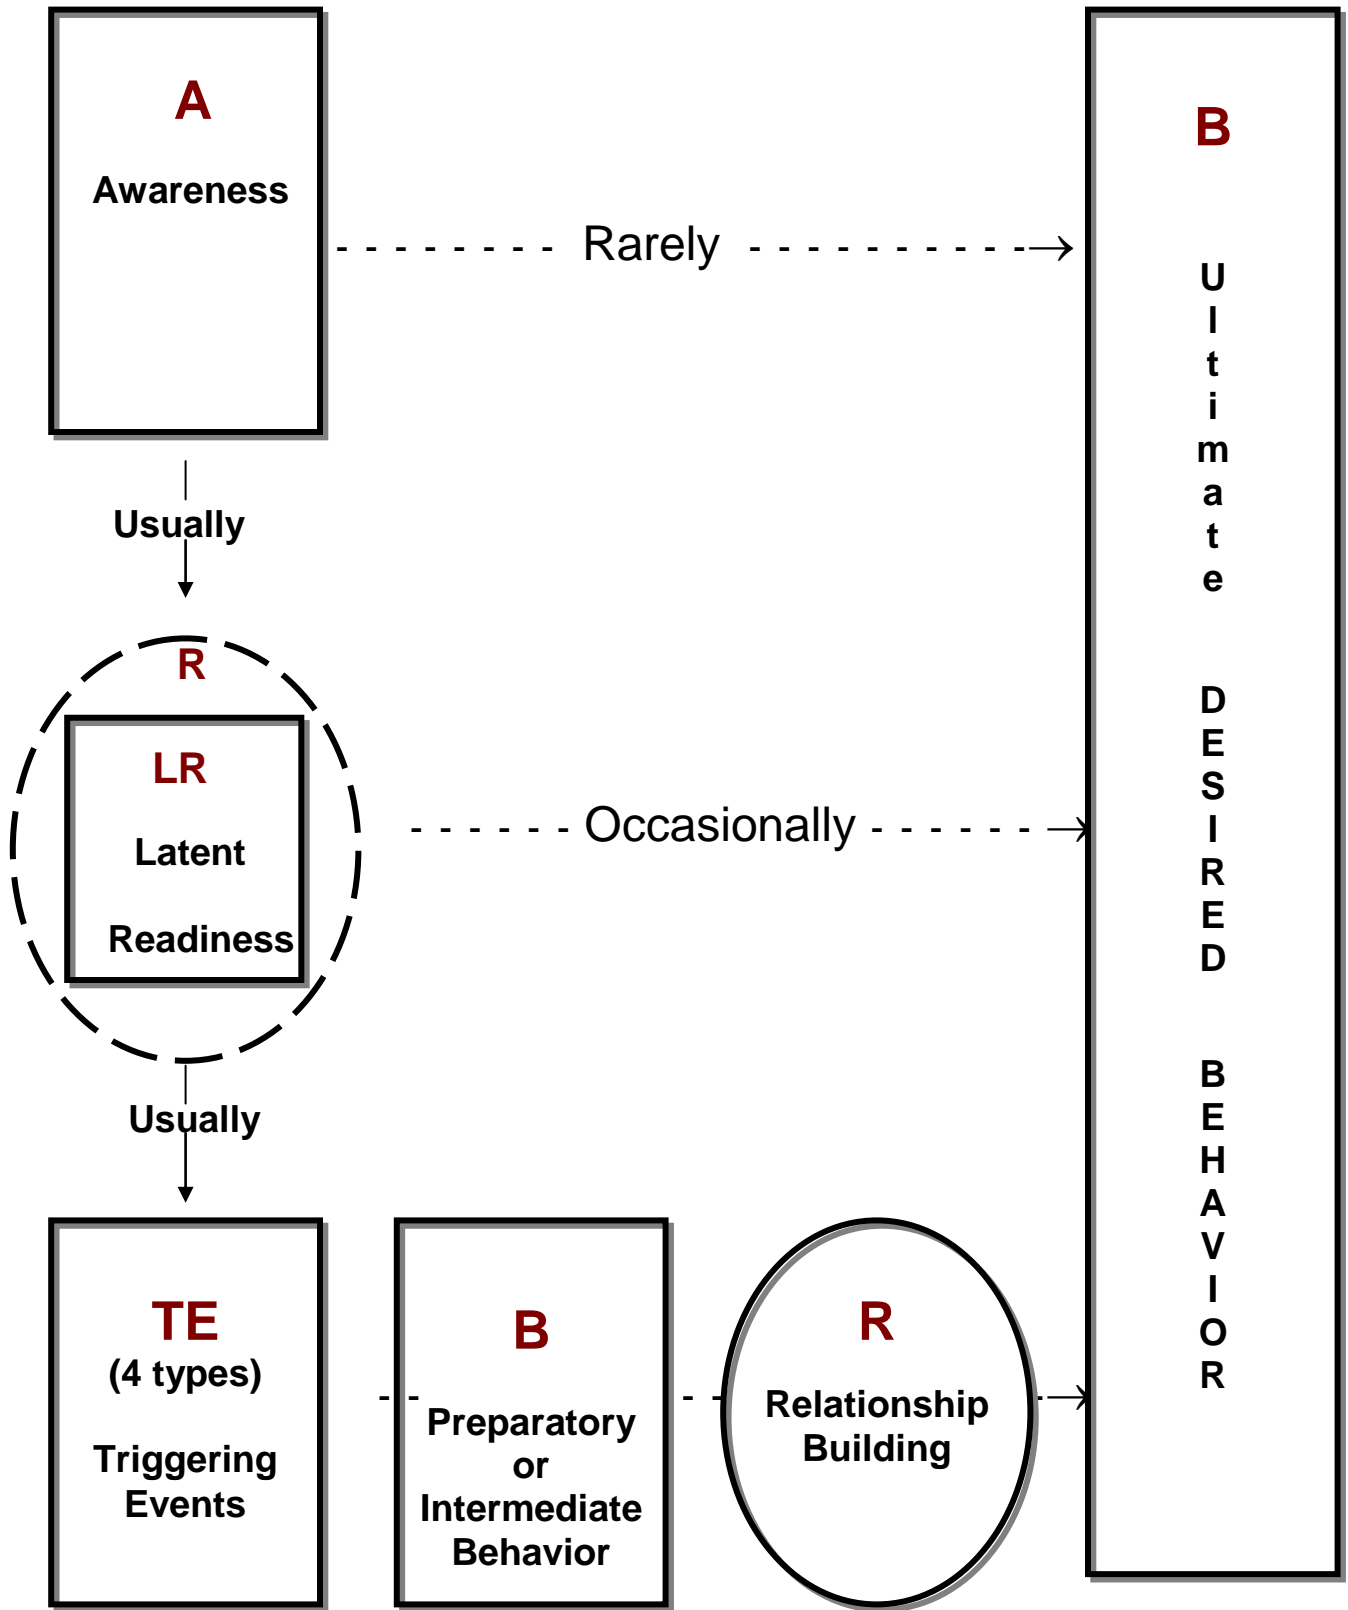 A
Awareness
Rarely
Usually
R
LR
Latent
Readiness
Occasionally
Usually
TE
(4 types)
Triggering
Events
B
Preparatory
or
Intermediate
Behavior
R
Relationship
Building
B
U
l
t
i
m
a
t
e
D
E
S
I
R
E
D
B
E
H
A
V
I
O
R